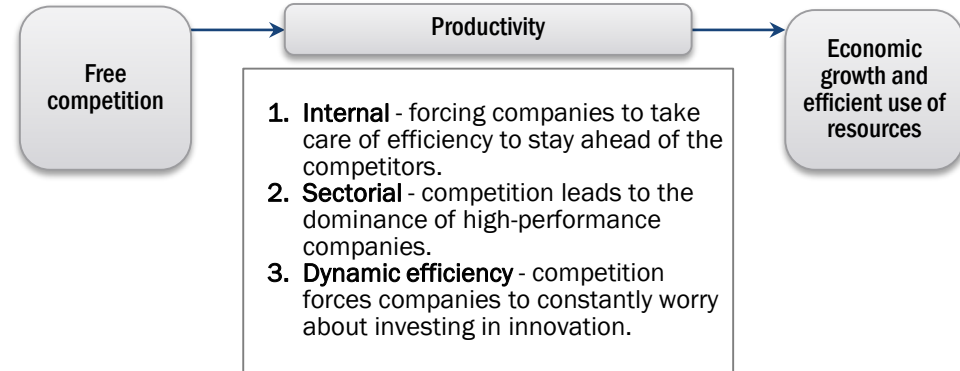 Free
competition
Productivity
Economic
growth and
efficient use of
resources
1. Internal - forcing companies to take
care of efficiency to stay ahead of the
competitors.
2. Sectorial - competition leads to the
dominance of high-performance
companies.
3. Dynamic efficiency - competition
forces companies to constantly worry
about investing in innovation.